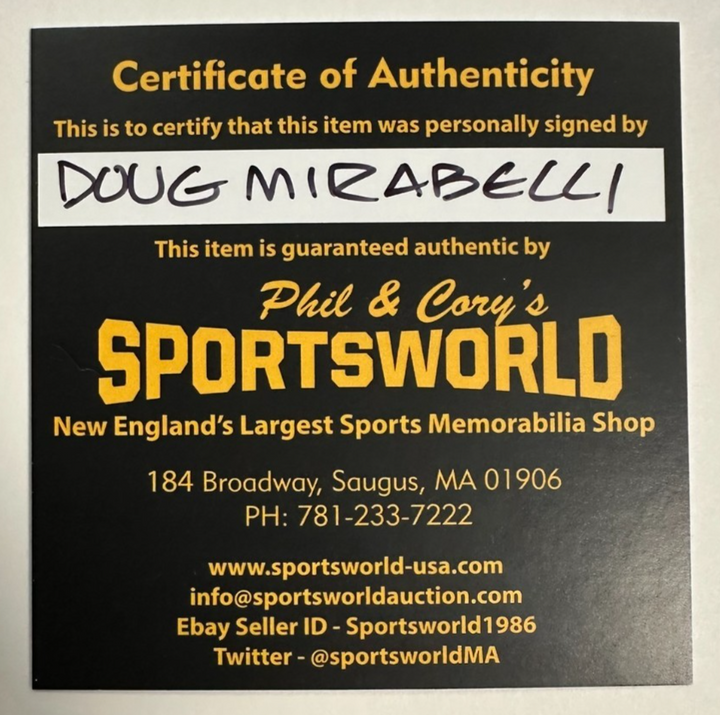 Certificate of Authenticity
This is to certify that this item was personally signed by
DOUG MIRABELLI
This item is guaranteed authentic by
Phil & Cory's
SPORTSWORLD
New England's Largest Sports Memorabilia Shop
184 Broadway, Saugus, MA 01906
PH: 781-233-7222
www.sportsworld-usa.com
info@sportsworldauction.com
Ebay Seller ID - Sportsworld1986
Twitter - @sportsworldMA